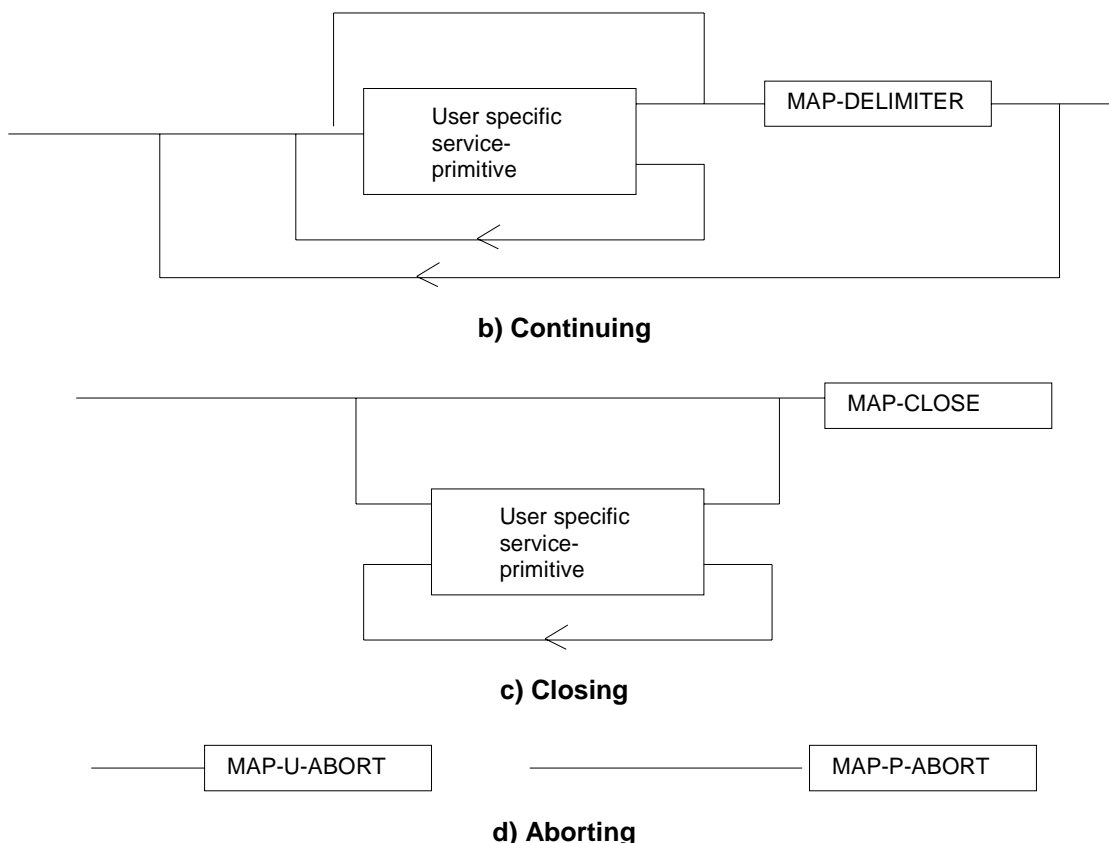 User specific
service-
primitive
MAP-DELIMITER
b) Continuing
MAP-CLOSE
User specific
service-
primitive
c) Closing
MAP-U-ABORT
MAP-P-ABORT
d) Aborting